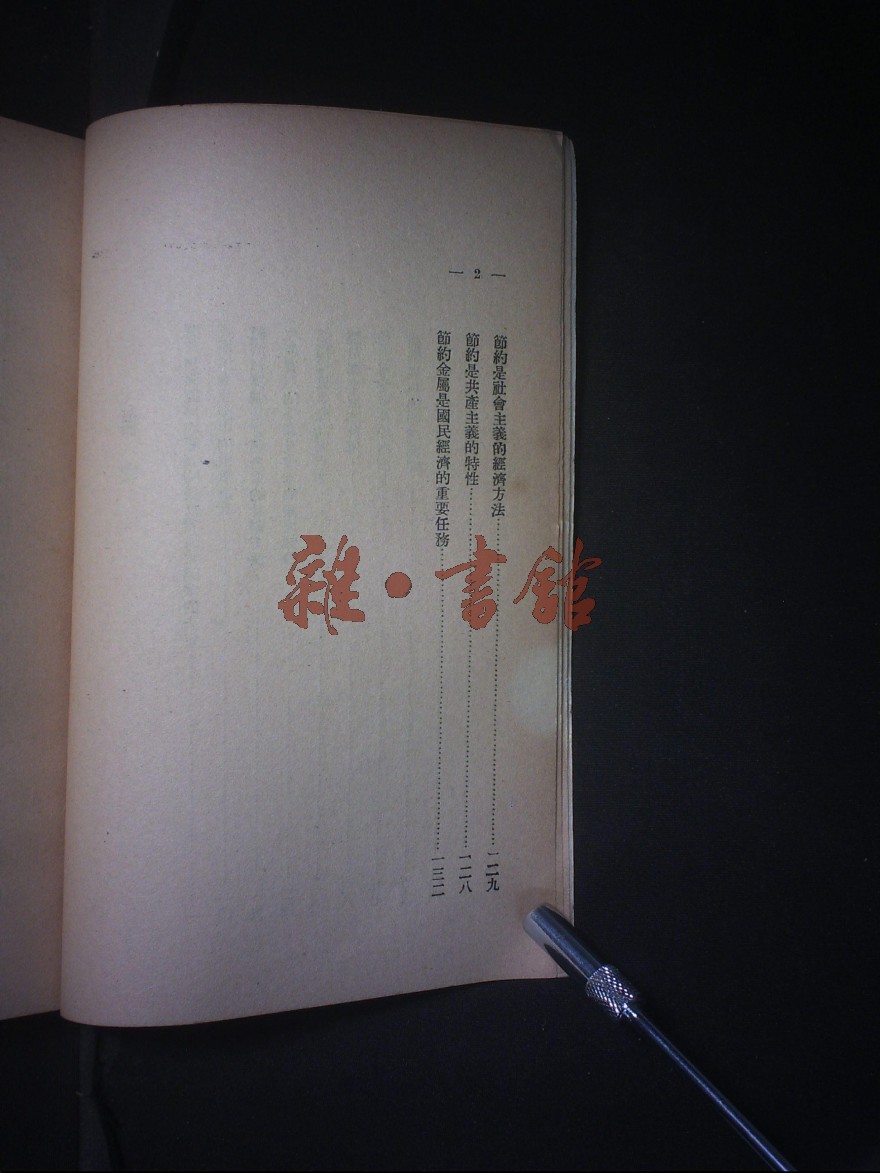 — 2 —
節約是社會主義的經濟方法……一一九
節約是共產主義的特性……一二八
節約金屬是國民經濟的重要任務……一三二
雜·書館